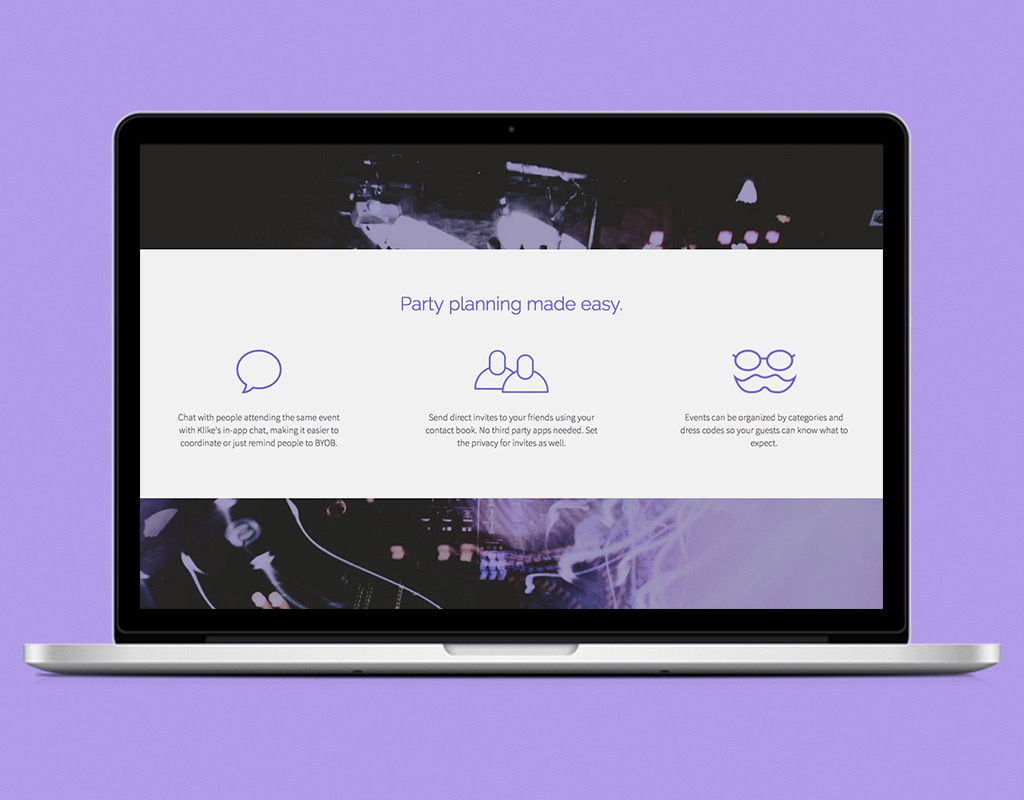 Party planning made easy.
Chat with people attending the same event
with Klike's in-app chat, making it easier to
coordinate or just remind people to BYOB.
Send direct invites to your friends using your
contact book. No third party apps needed. Set
the privacy for invites as well.
Events can be organized by categories and
dress codes so your guests can know what to
expect.